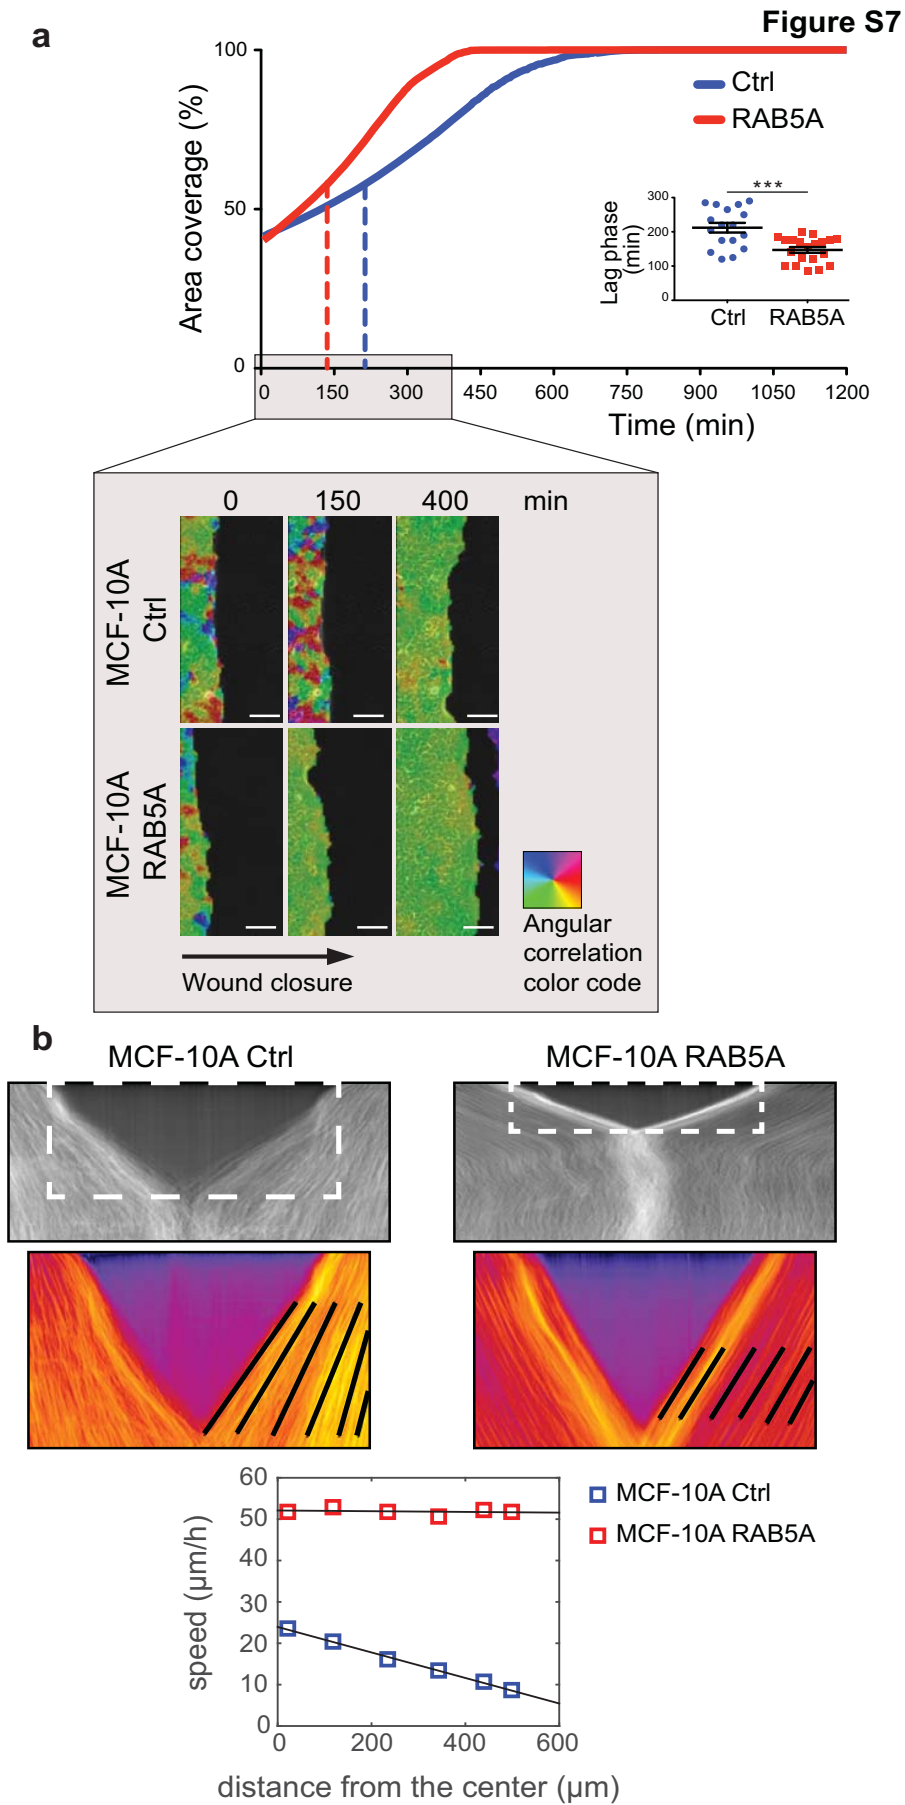 Figure S7
a
100
50
0
Area coverage (%)
Ctrl
RAB5A
***
300
200
100
0
Lag phase
(min)
Ctrl RAB5A
0 150 300 450 600 750 900 1050 1200
Time (min)
0 150 400 min
MCF-10A
Ctrl
MCF-10A
RAB5A
Wound closure
Angular
correlation
color code
b
MCF-10A Ctrl
MCF-10A RAB5A
60
50
40
30
20
10
0
speed (µm/h)
MCF-10A Ctrl
MCF-10A RAB5A
0 200 400 600
distance from the center (µm)